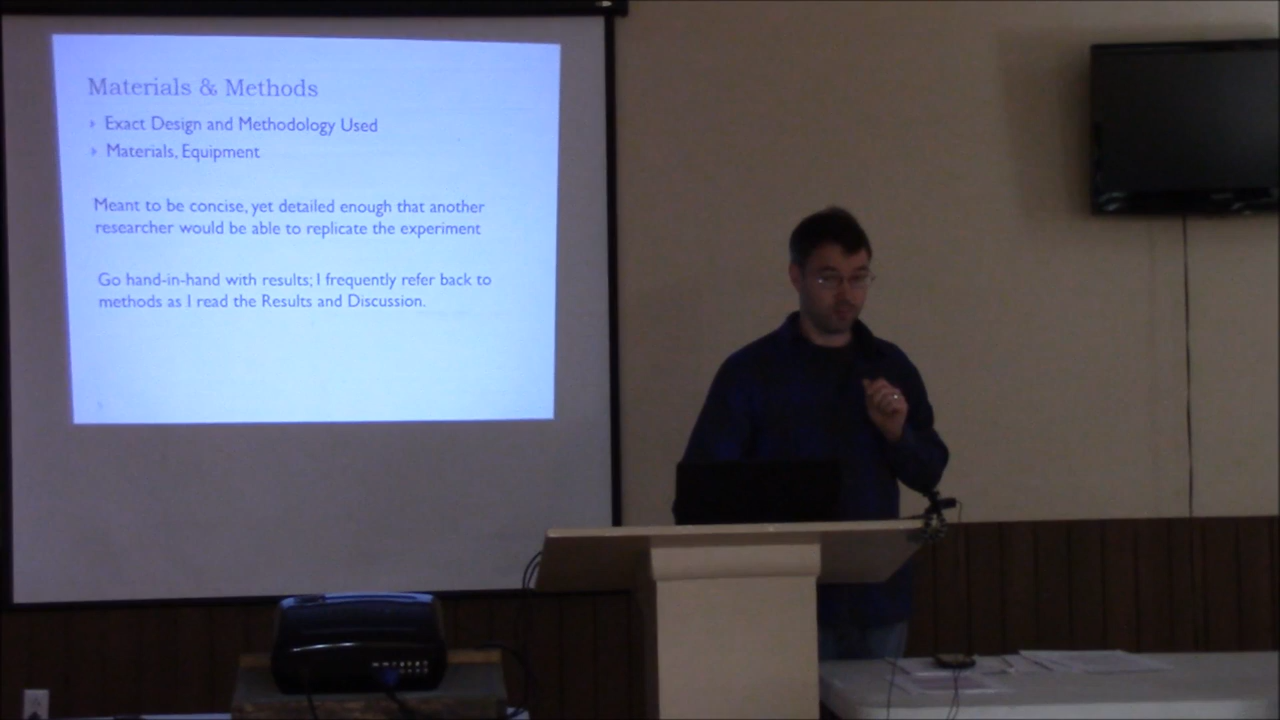 Materials & Methods
Exact Design and Methodology Used
Materials, Equipment
Meant to be concise, yet detailed enough that another
researcher would be able to replicate the experiment
Go hand-in-hand with results; I frequently refer back to
methods as I read the Results and Discussion.